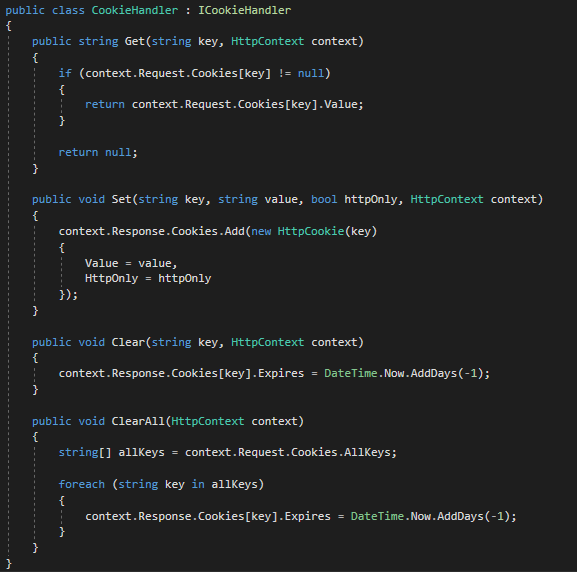 public class CookieHandler : ICookieHandler
{
    public string Get(string key, HttpContext context)
    {
        if (context.Request.Cookies[key] != null)
        {
            return context.Request.Cookies[key].Value;
        }

        return null;
    }

    public void Set(string key, string value, bool httpOnly, HttpContext context)
    {
        context.Response.Cookies.Add(new HttpCookie(key)
        {
            Value = value,
            HttpOnly = httpOnly
        });
    }

    public void Clear(string key, HttpContext context)
    {
        context.Response.Cookies[key].Expires = DateTime.Now.AddDays(-1);
    }

    public void ClearAll(HttpContext context)
    {
        string[] allKeys = context.Request.Cookies.AllKeys;

        foreach (string key in allKeys)
        {
            context.Response.Cookies[key].Expires = DateTime.Now.AddDays(-1);
        }
    }
}